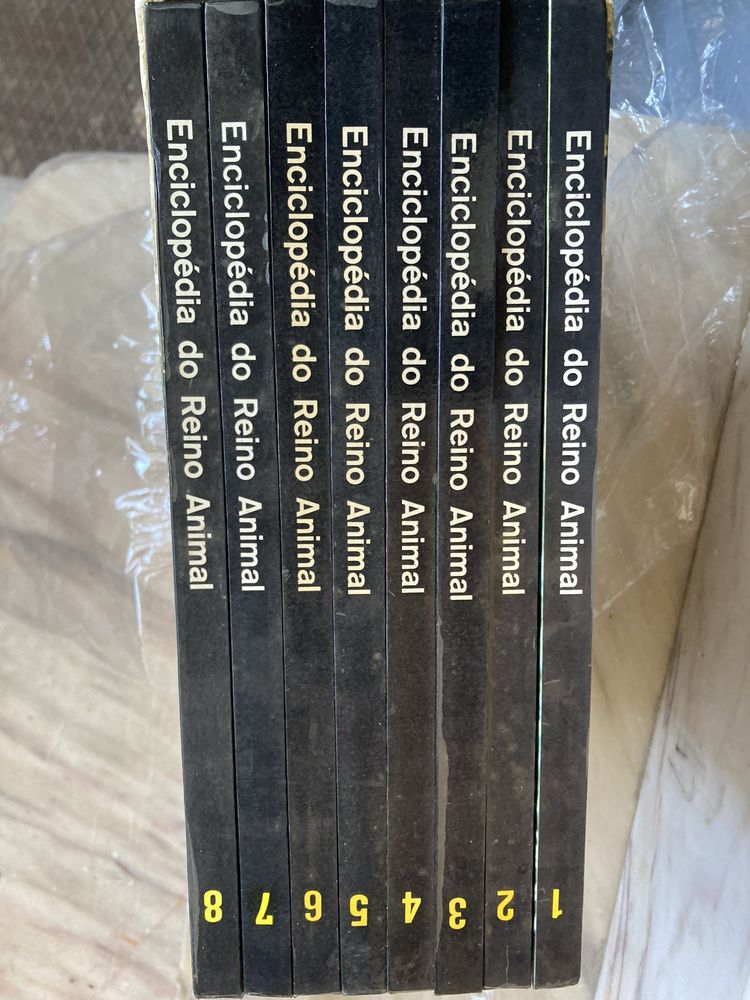 Enciclopédia do Reino Animal 8
Enciclopédia do Reino Animal 7
Enciclopédia do Reino Animal 6
Enciclopédia do Reino Animal 5
Enciclopédia do Reino Animal 4
Enciclopédia do Reino Animal 3
Enciclopédia do Reino Animal 2
Enciclopédia do Reino Animal 1